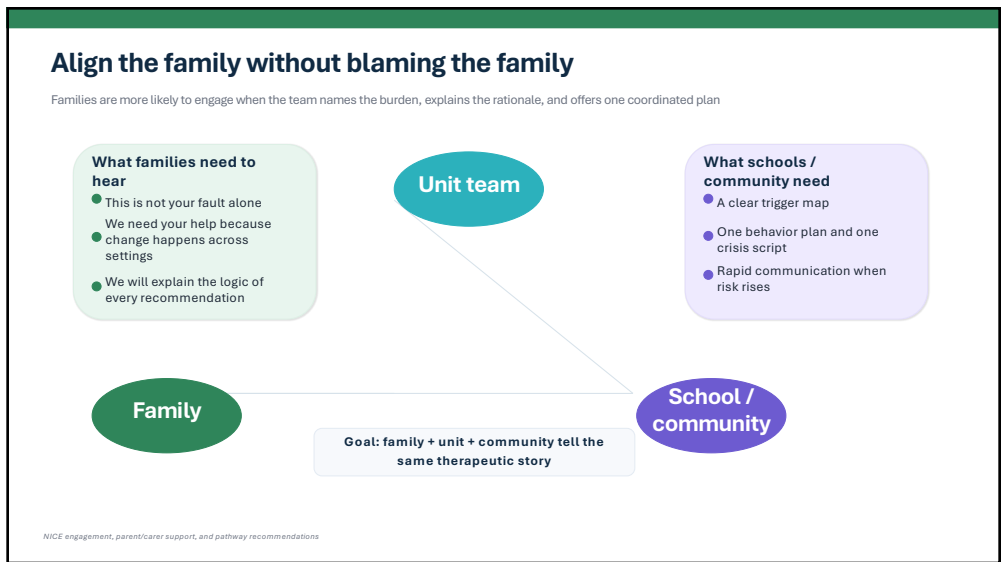 Align the family without blaming the family
Families are more likely to engage when the team names the burden, explains the rationale, and offers one coordinated plan
What families need to
hear
This is not your fault alone
We need your help because
change happens across
settings
We will explain the logic of
every recommendation
Unit team
What schools /
community need
A clear trigger map
One behavior plan and one
crisis script
Rapid communication when
risk rises
Family
School /
community
Goal: family + unit + community tell the
same therapeutic story
NICE engagement, parent/carer support, and pathway recommendations